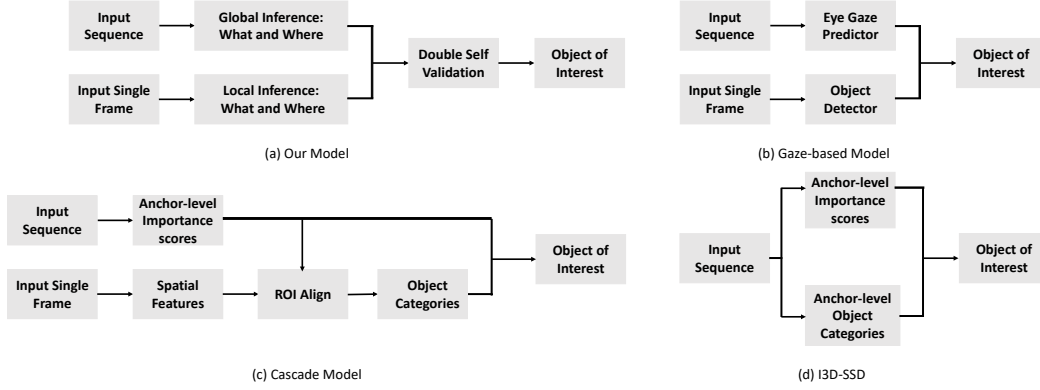 Input
Sequence
Global Inference:
What and Where
Input Single
Frame
Local Inference:
What and Where
Double Self
Validation
Object of
Interest
(a) Our Model
Input
Sequence
Eye Gaze
Predictor
Input Single
Frame
Object
Detector
Object of
Interest
(b) Gaze-based Model
Input
Sequence
Anchor-level
Importance
scores
Input Single
Frame
Spatial
Features
ROI Align
Object
Categories
Object of
Interest
(c) Cascade Model
Input
Sequence
Anchor-level
Importance
scores
Anchor-level
Object
Categories
Object of
Interest
(d) I3D-SSD